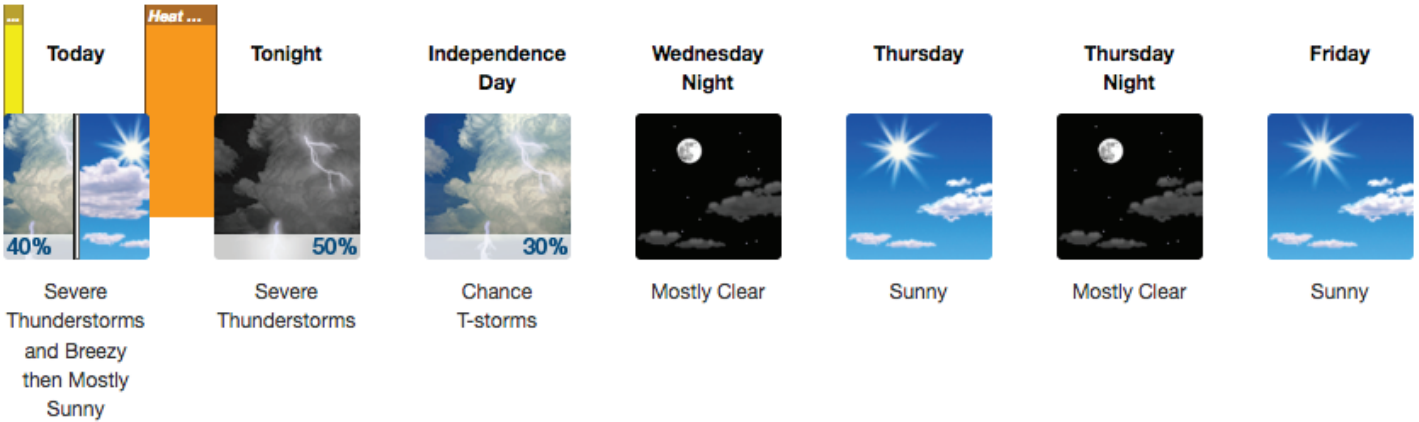 ...
Heat ...
Today
Tonight
Independence
Day
Wednesday
Night
Thursday
Thursday
Night
Friday
40%
50%
30%
Severe
Thunderstorms
and Breezy
then Mostly
Sunny
Severe
Thunderstorms
Chance
T-storms
Mostly Clear
Sunny
Mostly Clear
Sunny